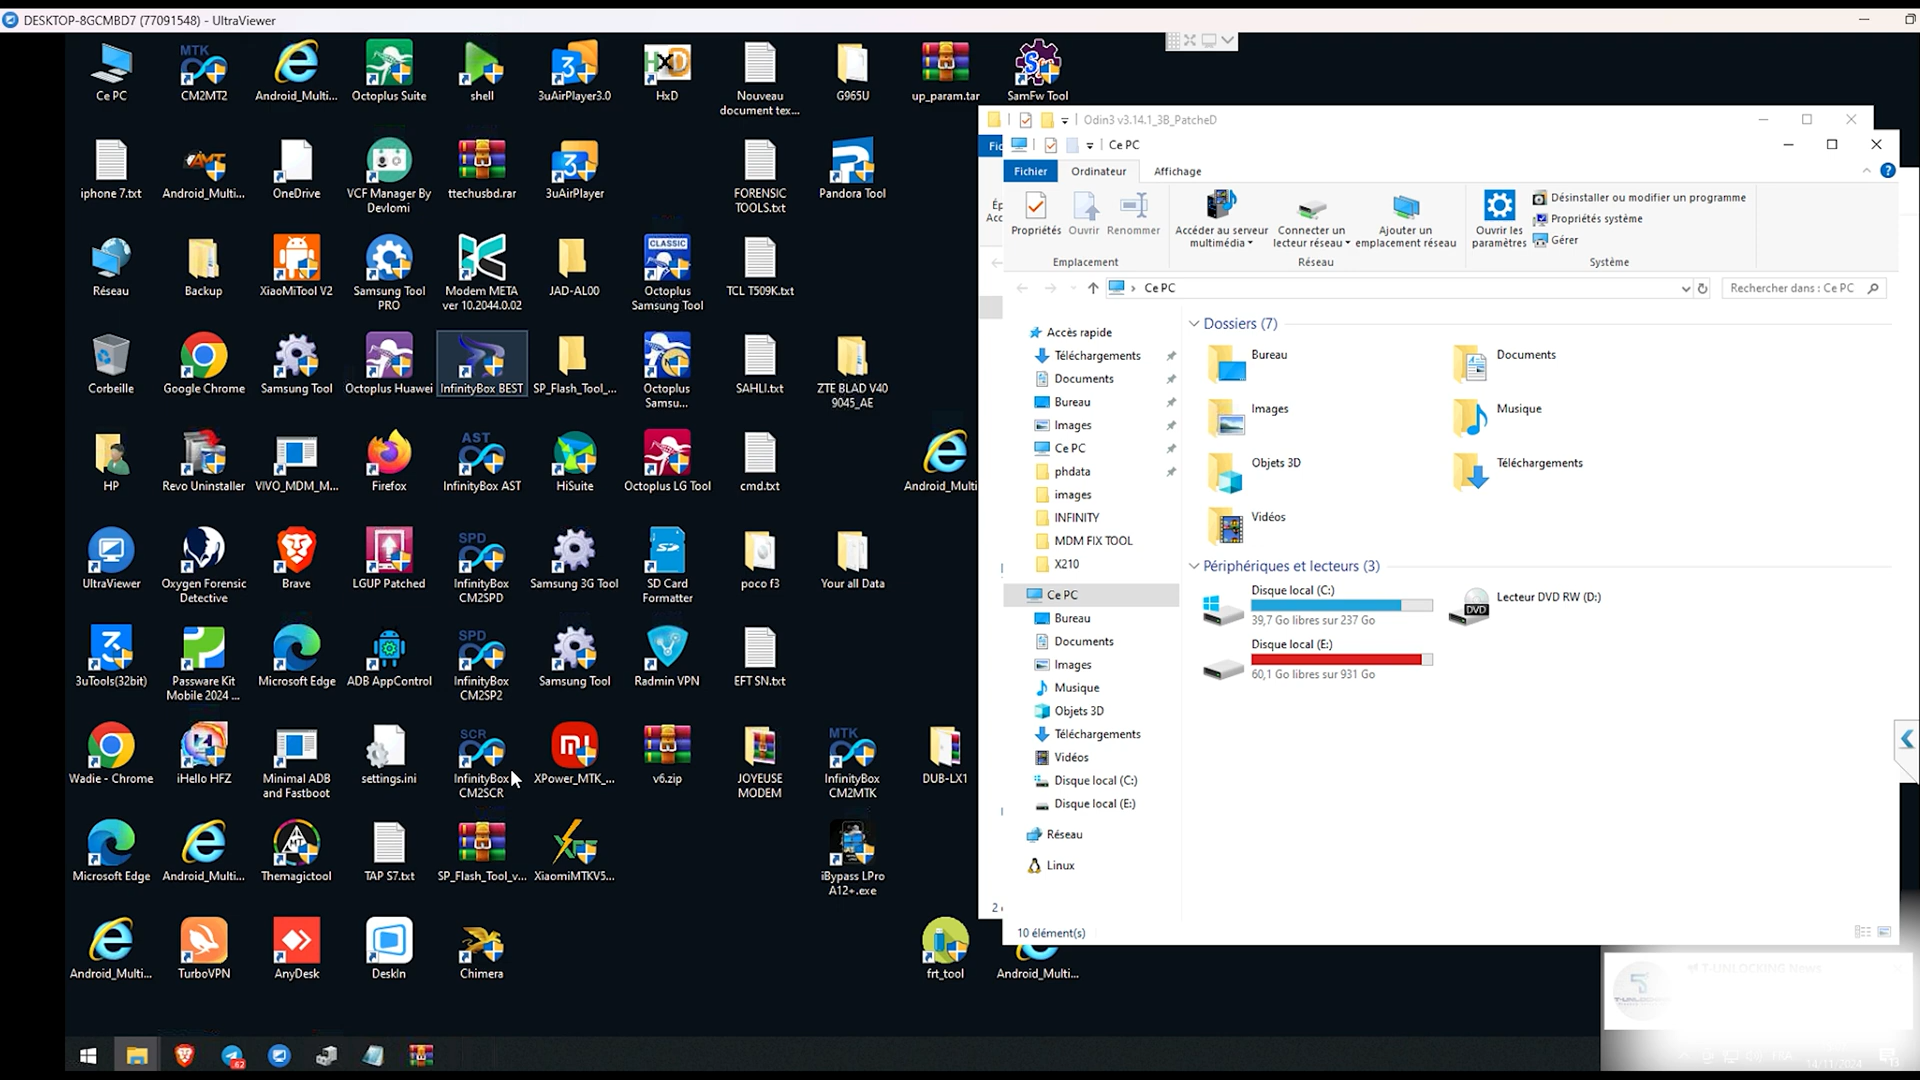 DESKTOP-8GCMBD7 (77091548) - UltraViewer
Ce PC
MTK
CM2MT2
Android_Multi...
Octoplus Suite
shell
3uAirPlayer3.0
HxD
HxD
Nouveau
document tex...
G965U
up_param.tar
SamFw Tool
iphone 7.txt
Android_Multi...
OneDrive
VCF Manager By
Devlomi
ttechusbd.rar
3uAirPlayer
FORENSIC
TOOLS.txt
Pandora Tool
Réseau
Backup
XiaoMiTool V2
Samsung Tool
PRO
Modem META
ver 10.2044.0.02
JAD-AL00
CLASSIC
Octoplus
Samsung Tool
TCL T509K.txt
Corbeille
Google Chrome
Samsung Tool
Octoplus Huawei
InfinityBox BEST
SP_Flash_Tool_...
Octoplus
Samsu...
SAHLI.txt
ZTE BLAD V40
9045_AE
HP
Revo Uninstaller
VIVO_MDM_M...
Firefox
AST
InfinityBox AST
HiSuite
Octoplus LG Tool
cmd.txt
Android_Multi
UltraViewer
Oxygen Forensic
Detective
Brave
LGUP Patched
SPD
InfinityBox
CM2SPD
Samsung 3G Tool
SD Card
Formatter
poco f3
Your all Data
3uTools(32bit)
Passware Kit
Mobile 2024 ...
Microsoft Edge
ADB AppControl
SPD
InfinityBox
CM2SP2
Samsung Tool
Radmin VPN
EFT SN.txt
Wadie - Chrome
iHello HFZ
Minimal ADB
and Fastboot
settings.ini
SCR
InfinityBox
CM2SCR
XPower_MTK_...
v6.zip
JOYEUSE
MODEM
MTK
InfinityBox
CM2MTK
DUB-LX1
Microsoft Edge
Android_Multi...
Themagictool
TAP S7.txt
SP_Flash_Tool_v...
XiaomiMTKV5...
iBypass LPro
A12+.exe
Android_Multi...
TurboVPN
AnyDesk
DeskIn
Chimera
frt_tool
Android_Multi...
Odin3 v3.14.1_3B_PatcheD
Ce PC
Fichier
Ordinateur
Affichage
Propriétés
Ouvrir
Renommer
Accéder au serveur
multimédia
Connecter un
lecteur réseau
Ajouter un
emplacement réseau
Ouvrir les
paramètres
Désinstaller ou modifier un programme
Propriétés système
Gérer
Emplacement
Réseau
Système
Ce PC
Rechercher dans : Ce PC
Accès rapide
Téléchargements
Documents
Bureau
Images
Ce PC
phdata
images
INFINITY
MDM FIX TOOL
X210
Ce PC
Bureau
Documents
Images
Musique
Objets 3D
Téléchargements
Vidéos
Disque local (C:)
Disque local (E:)
Réseau
Linux
Dossiers (7)
Bureau
Documents
Images
Musique
Objets 3D
Téléchargements
Vidéos
Périphériques et lecteurs (3)
Disque local (C:)
39,7 Go libres sur 237 Go
DVD
Lecteur DVD RW (D:)
Disque local (E:)
60,1 Go libres sur 931 Go
10 élément(s)
T-UNLOCKING News
14/11/2024